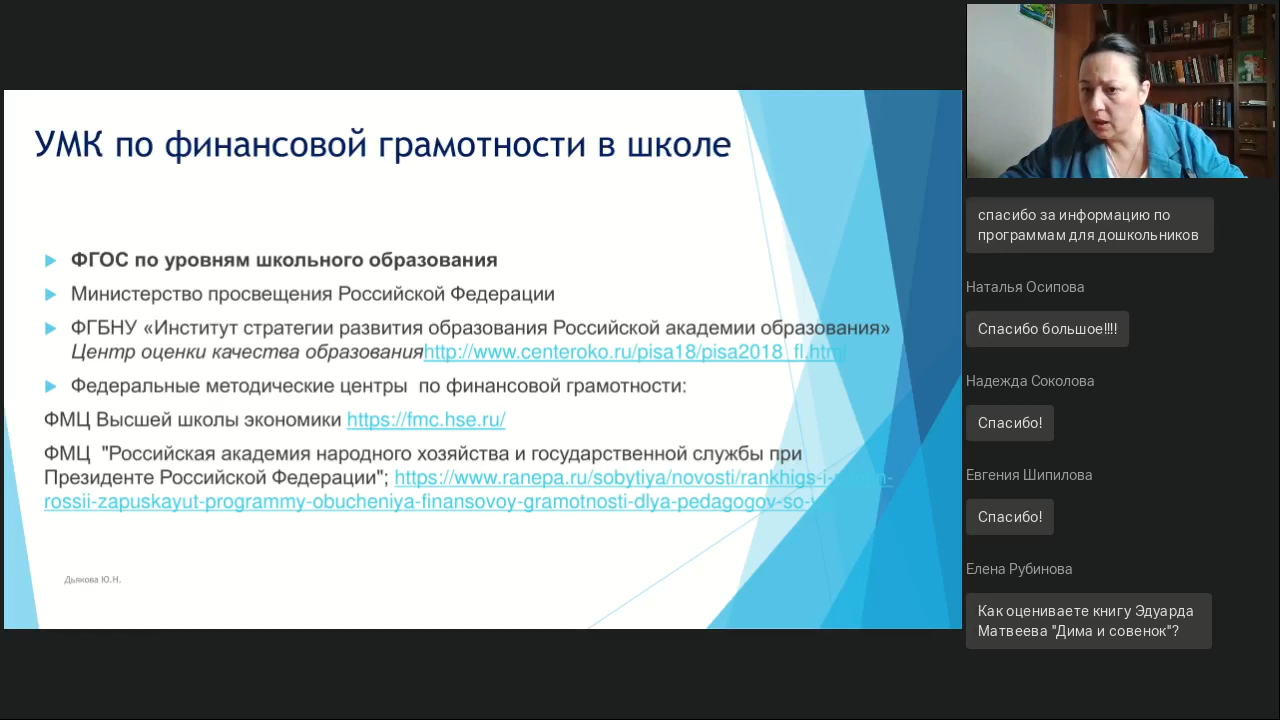 УМК по финансовой грамотности в школе
ФГОС по уровням школьного образования
Министерство просвещения Российской Федерации
ФГБНУ «Институт стратегии развития образования Российской академии образования»
Центр оценки качества образованияhttp://www.centeroko.ru/pisa18/pisa2018_fl.html
Федеральные методические центры по финансовой грамотности:
ФМЦ Высшей школы экономики https://fmc.hse.ru/
ФМЦ "Российская академия народного хозяйства и государственной службы при
Президенте Российской Федерации"; https://www.ranepa.ru/sobytiya/novosti/rankhigs-i-
rossii-zapuskayut-programmy-obucheniya-finansovoy-gramotnosti-dlya-pedagogov-so-
Дьякова Ю.Н.
спасибо за информацию по
программам для дошкольников
Наталья Осипова
Спасибо большое!!!!
Надежда Соколова
Спасибо!
Евгения Шипилова
Спасибо!
Елена Рубинова
Как оцениваете книгу Эдуарда
Матвеева "Дима и совенок"?